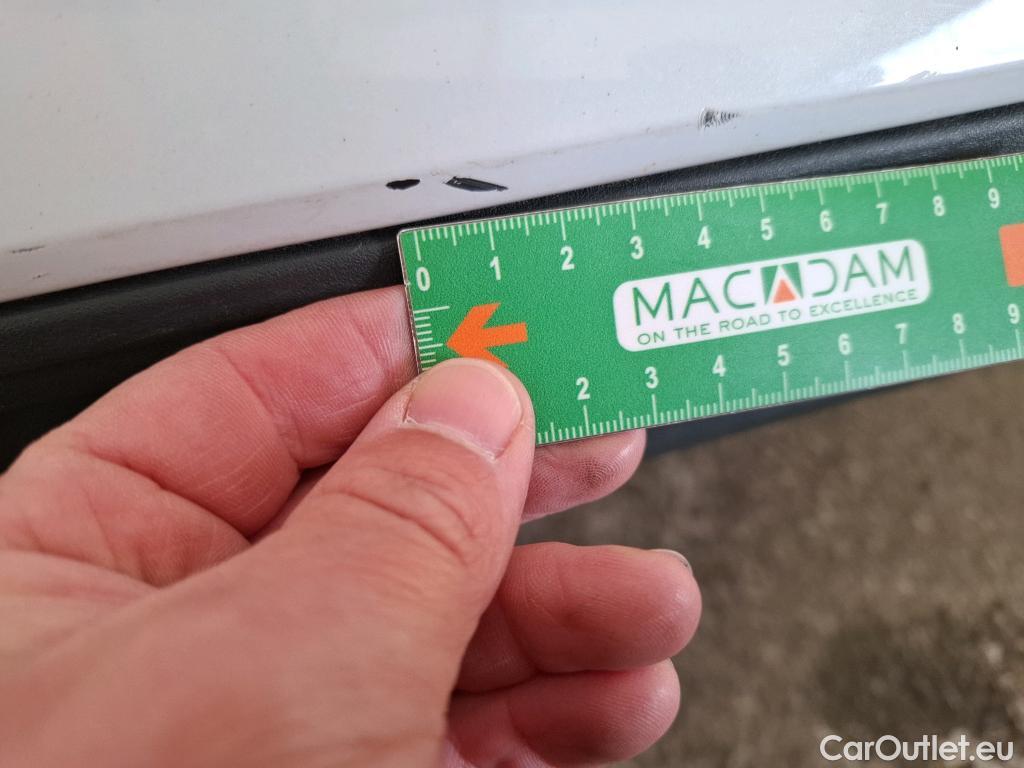 0 1 2 3 4 5 6 7 8 9
MACADAM
ON THE ROAD TO EXCELLENCE
2 3 4 5 6 7 8 9
CarOutlet.eu